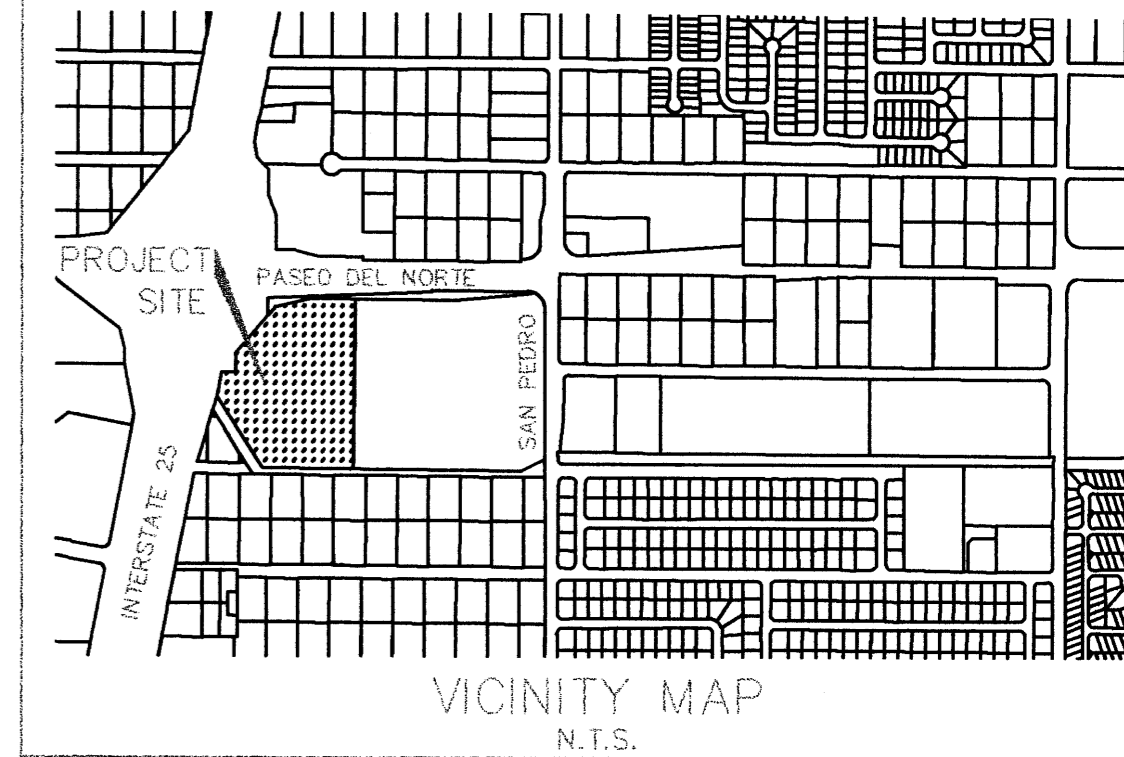 PROJECT
SITE
PASEO DEL NORTE
SAN PEDRO
INTERSTATE 25
VICINITY MAP
N.T.S.